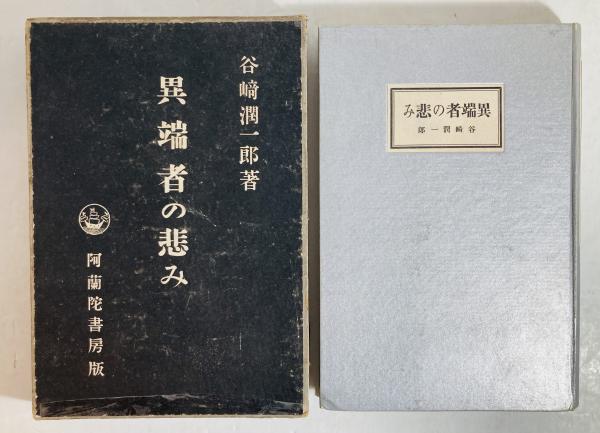 谷﨑潤一郎著
異端者の悲み
阿蘭陀書房版
異端者の悲み
谷崎潤一郎